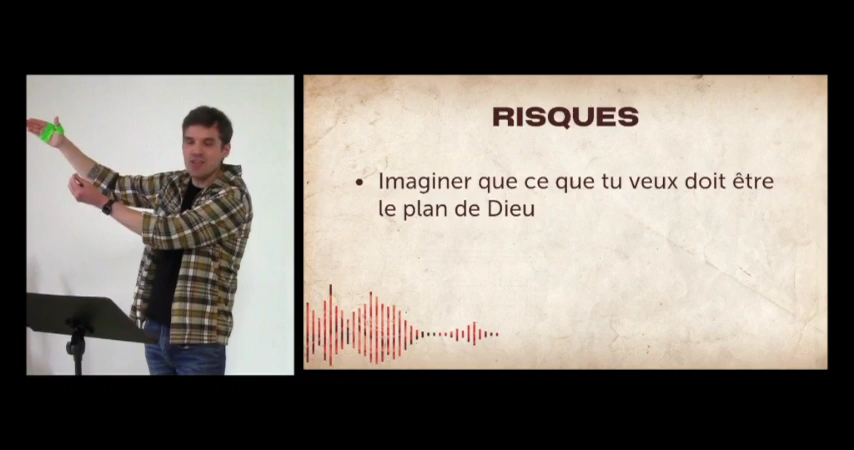 RISQUES
• Imaginer que ce que tu veux doit être
le plan de Dieu